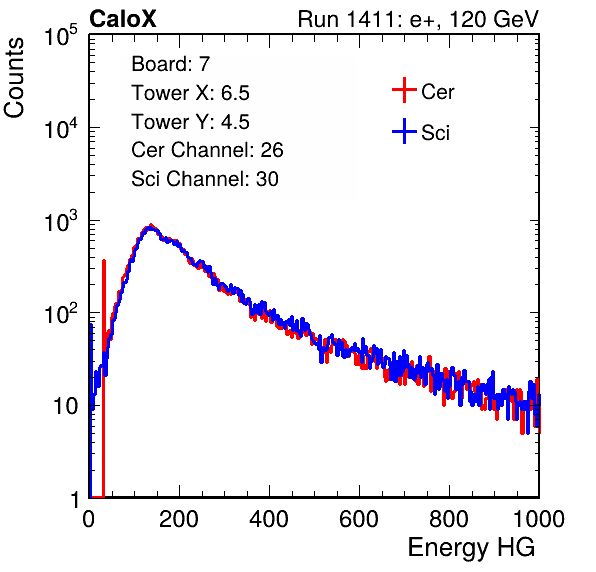 CaloX Run 1411: e+, 120 GeV
Board: 7
Tower X: 6.5
Tower Y: 4.5
Cer Channel: 26
Sci Channel: 30
Cer
Sci
Counts
10^5
10^4
10^3
10^2
10
1
0 200 400 600 800 1000
Energy HG